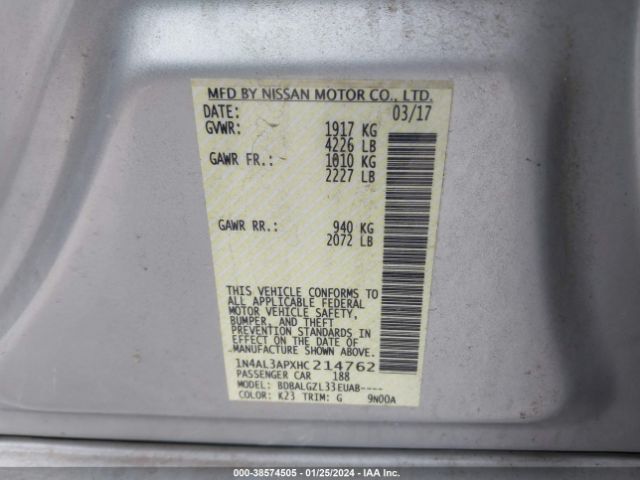 MFD BY NISSAN MOTOR CO., LTD.
DATE: 03/17
GVWR: 1917 KG
4226 LB
GAWR FR.: 1010 KG
2227 LB
GAWR RR.: 940 KG
2072 LB
THIS VEHICLE CONFORMS TO
ALL APPLICABLE FEDERAL
MOTOR VEHICLE SAFETY,
BUMPER, AND THEFT
PREVENTION STANDARDS IN
EFFECT ON THE DATE OF
MANUFACTURE SHOWN ABOVE.
1N4AL3APXHC214762
PASSENGER CAR 188
MODEL: BDBALGZL33EUAB----
COLOR: K23 TRIM: G 9N00A
000-38574505 - 01/25/2024 - IAA Inc.